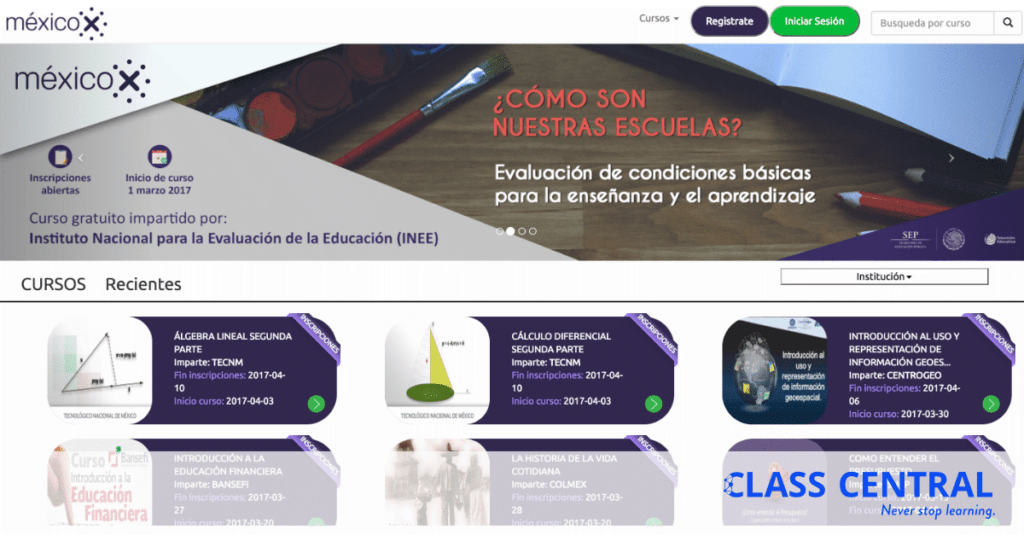 méxicoX
Cursos
Registrate
Iniciar Sesión
Busqueda por curso
méxicoX
¿CÓMO SON
NUESTRAS ESCUELAS?
Evaluación de condiciones básicas
para la enseñanza y el aprendizaje
Inscripciones
abiertas
Inicio de curso
1 marzo 2017
Curso gratuito impartido por:
Instituto Nacional para la Evaluación de la Educación (INEE)
SEP
CURSOS Recientes
Institución
ÁLGEBRA LINEAL SEGUNDA
PARTE
Imparte: TECNM
Fin inscripciones: 2017-04-
10
Inicio curso: 2017-04-03
INSCRIPCIONES
TECNOLÓGICO NACIONAL DE MÉXICO
CÁLCULO DIFERENCIAL
SEGUNDA PARTE
Imparte: TECNM
Fin inscripciones: 2017-04-
10
Inicio curso: 2017-04-03
INSCRIPCIONES
TECNOLÓGICO NACIONAL DE MÉXICO
Introducción al
uso y
representación
de información
geoespacial.
INTRODUCCIÓN AL USO Y
REPRESENTACIÓN DE
INFORMACIÓN GEOES...
Imparte: CENTROGEO
Fin inscripciones: 2017-04-
06
Inicio curso: 2017-03-30
INSCRIPCIONES
Curso Bansefi
Introducción a la
Educación
Financiera
INTRODUCCIÓN A LA
EDUCACIÓN FINANCIERA
Imparte: BANSEFI
Fin inscripciones: 2017-03-
27
Inicio curso: 2017-03-20
INSCRIPCIONES
LA HISTORIA DE LA VIDA
COTIDIANA
Imparte: COLMEX
Fin inscripciones: 2017-03-
28
INSCRIPCIONES
COMO ENTENDER EL
PRESUPUESTO
INSCRIPCIONES
CLASS CENTRAL
Never stop learning.